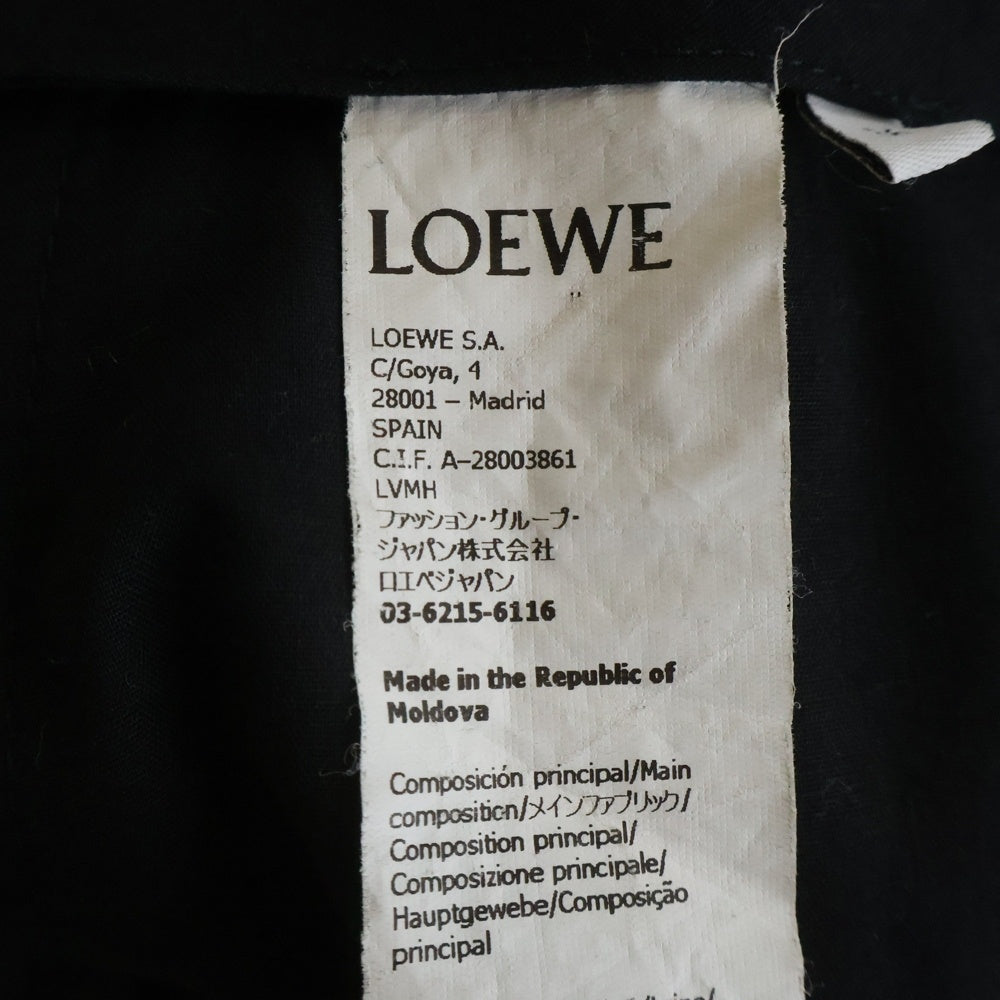 LOEWE
LOEWE S.A.
C/Goya, 4
28001 – Madrid
SPAIN
C.I.F. A–28003861
LVMH
ファッション・グループ・
ジャパン株式会社
ロエベジャパン
03-6215-6116
Made in the Republic of
Moldova
Composición principal/Main
composition/メインファブリック/
Composition principal/
Composizione principale/
Hauptgewebe/Composição
principal